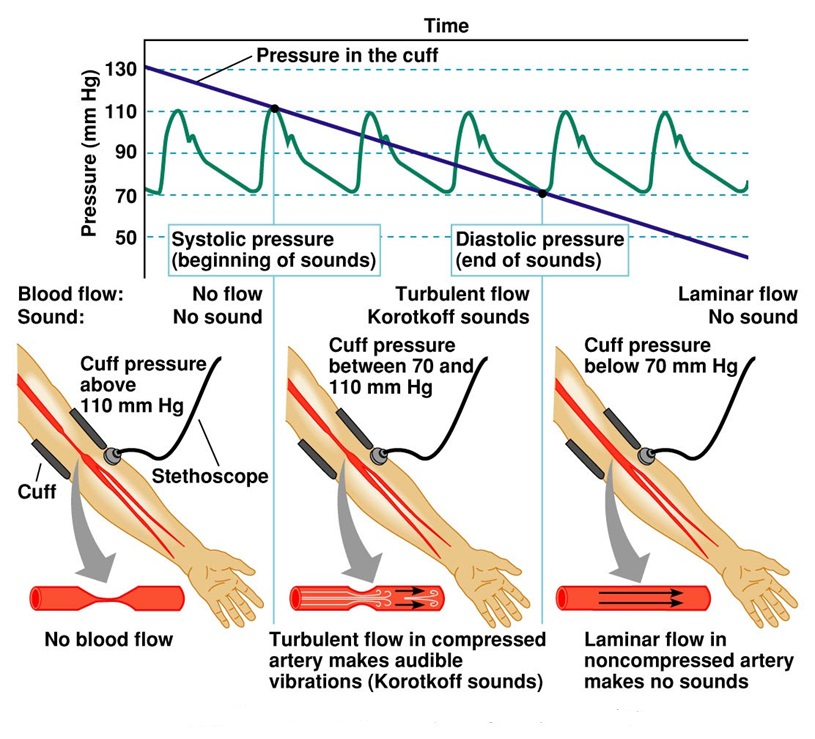 Time
Pressure in the cuff
Pressure (mm Hg)
130
110
90
70
50
Systolic pressure
(beginning of sounds)
Diastolic pressure
(end of sounds)
Blood flow: No flow Turbulent flow Laminar flow
Sound: No sound Korotkoff sounds No sound
Cuff pressure
above
110 mm Hg
Stethoscope
Cuff
Cuff pressure
between 70 and
110 mm Hg
Cuff pressure
below 70 mm Hg
No blood flow
Turbulent flow in compressed
artery makes audible
vibrations (Korotkoff sounds)
Laminar flow in
noncompressed artery
makes no sounds